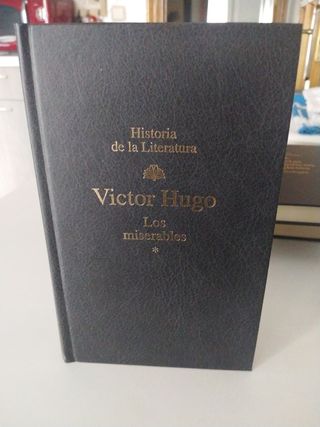 Historia
de la Literatura
Victor Hugo
Los
miserables
*